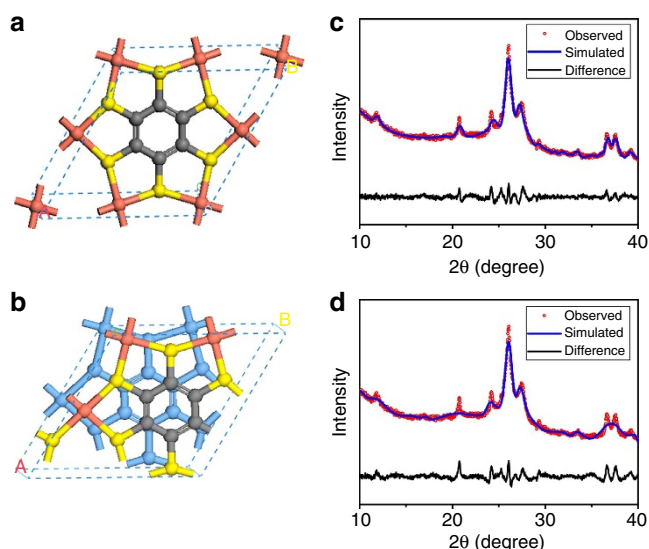 a
B
A
c
Observed
Simulated
Difference
Intensity
10 20 30 40
2θ (degree)
b
B
A
d
Observed
Simulated
Difference
Intensity
10 20 30 40
2θ (degree)